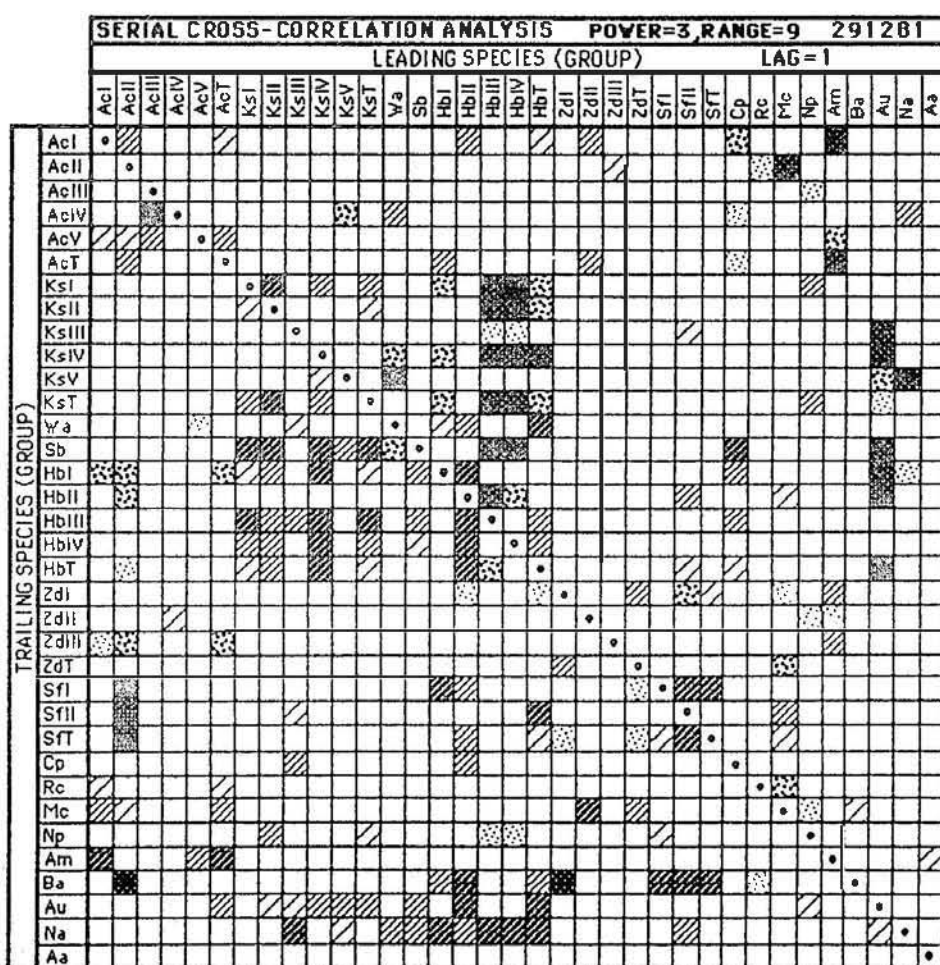 SERIAL CROSS-CORRELATION ANALYSIS POWER=3,RANGE=9 291281
LEADING SPECIES (GROUP) LAG=1
AcI AcII AcIII AcIV AcV AcT KsI KsII KsIII KsIV KsV KsT Wa Sb HbI HbII HbIII HbIV HbT ZdI ZdII ZdIII ZdT SfI SfII SfT Cp Rc Mc Np Am Ba Au Na Aa
TRAILING SPECIES (GROUP)
AcI
AcII
AcIII
AcIV
AcV
AcT
KsI
KsII
KsIII
KsIV
KsV
KsT
Wa
Sb
HbI
HbII
HbIII
HbIV
HbT
ZdI
ZdII
ZdIII
ZdT
SfI
SfII
SfT
Cp
Rc
Mc
Np
Am
Ba
Au
Na
Aa